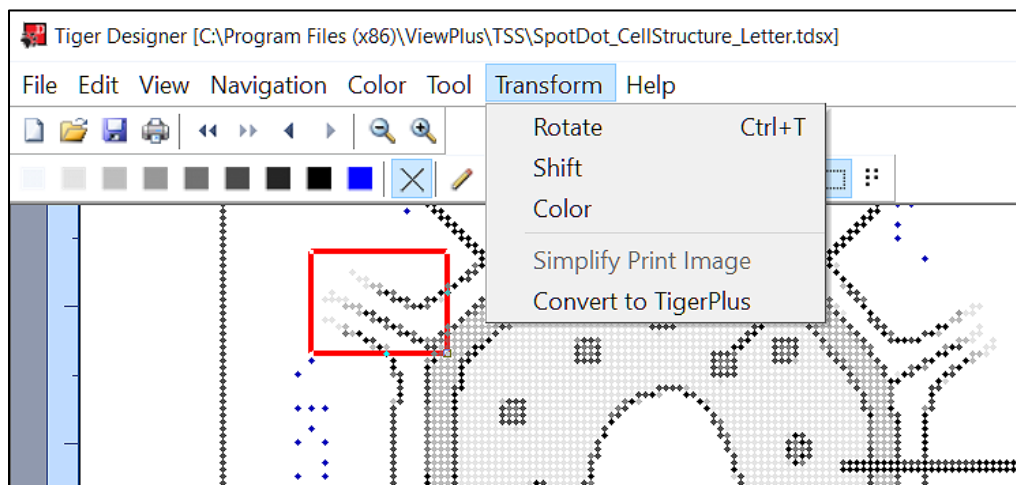 Tiger Designer [C:\Program Files (x86)\ViewPlus\TSS\SpotDot_CellStructure_Letter.tdsx]
File Edit View Navigation Color Tool Transform Help
Rotate Ctrl+T
Shift
Color
Simplify Print Image
Convert to TigerPlus